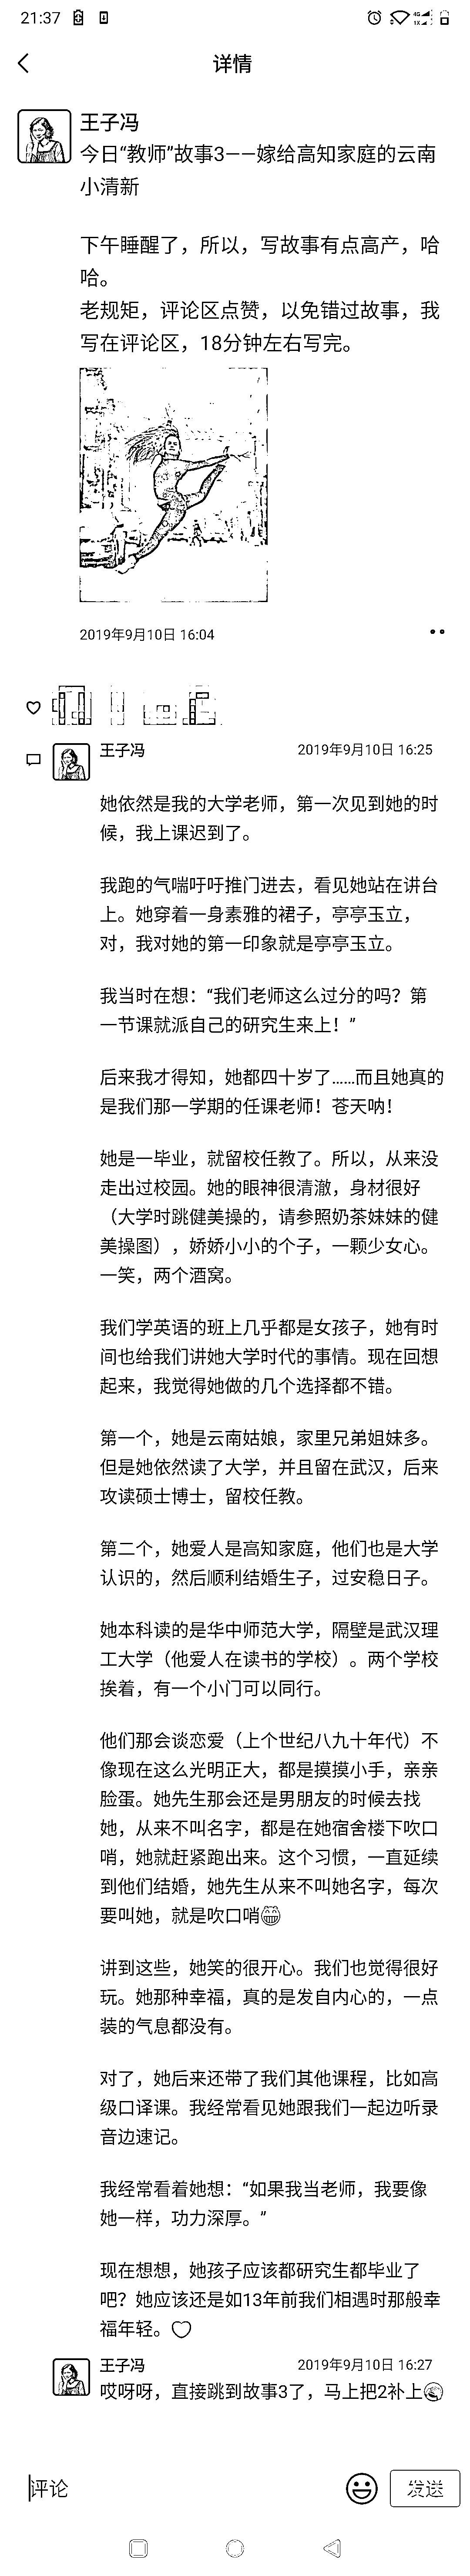 21:37
详情
王子冯
今日“教师”故事3——嫁给高知家庭的云南
小清新
下午睡醒了，所以，写故事有点高产，哈
哈。
老规矩，评论区点赞，以免错过故事，我
写在评论区，18分钟左右写完。
2019年9月10日 16:04
王子冯
2019年9月10日 16:25
她依然是我的大学老师，第一次见到她的时
候，我上课迟到了。
我跑的气喘吁吁推门进去，看见她站在讲台
上。她穿着一身素雅的裙子，亭亭玉立，
对，我对她的第一印象就是亭亭玉立。
我当时在想：“我们老师这么过分的吗？第
一节课就派自己的研究生来上！”
后来我才得知，她都四十岁了……而且她真的
是我们那一学期的任课老师！苍天呐！
她是一毕业，就留校任教了。所以，从来没
走出过校园。她的眼神很清澈，身材很好
（大学时跳健美操的，请参照奶茶妹妹的健
美操图），娇娇小小的个子，一颗少女心。
一笑，两个酒窝。
我们学英语的班上几乎都是女孩子，她有时
间也给我们讲她大学时代的事情。现在回想
起来，我觉得她做的几个选择都不错。
第一个，她是云南姑娘，家里兄弟姐妹多。
但是她依然读了大学，并且留在武汉，后来
攻读硕士博士，留校任教。
第二个，她爱人是高知家庭，他们也是大学
认识的，然后顺利结婚生子，过安稳日子。
她本科读的是华中师范大学，隔壁是武汉理
工大学（他爱人在读书的学校）。两个学校
挨着，有一个小门可以同行。
他们那会谈恋爱（上个世纪八九十年代）不
像现在这么光明正大，都是摸摸小手，亲亲
脸蛋。她先生那会还是男朋友的时候去找
她，从来不叫名字，都是在她宿舍楼下吹口
哨，她就赶紧跑出来。这个习惯，一直延续
到他们结婚，她先生从来不叫她名字，每次
要叫她，就是吹口哨😁
讲到这些，她笑的很开心。我们也觉得很好
玩。她那种幸福，真的是发自内心的，一点
装的气息都没有。
对了，她后来还带了我们其他课程，比如高
级口译课。我经常看见她跟我们一起边听录
音边速记。
我经常看着她想：“如果我当老师，我要像
她一样，功力深厚。”
现在想想，她孩子应该都研究生都毕业了
吧？她应该还是如13年前我们相遇时那般幸
福年轻。
王子冯
2019年9月10日 16:27
哎呀呀，直接跳到故事3了，马上把2补上
评论
发送